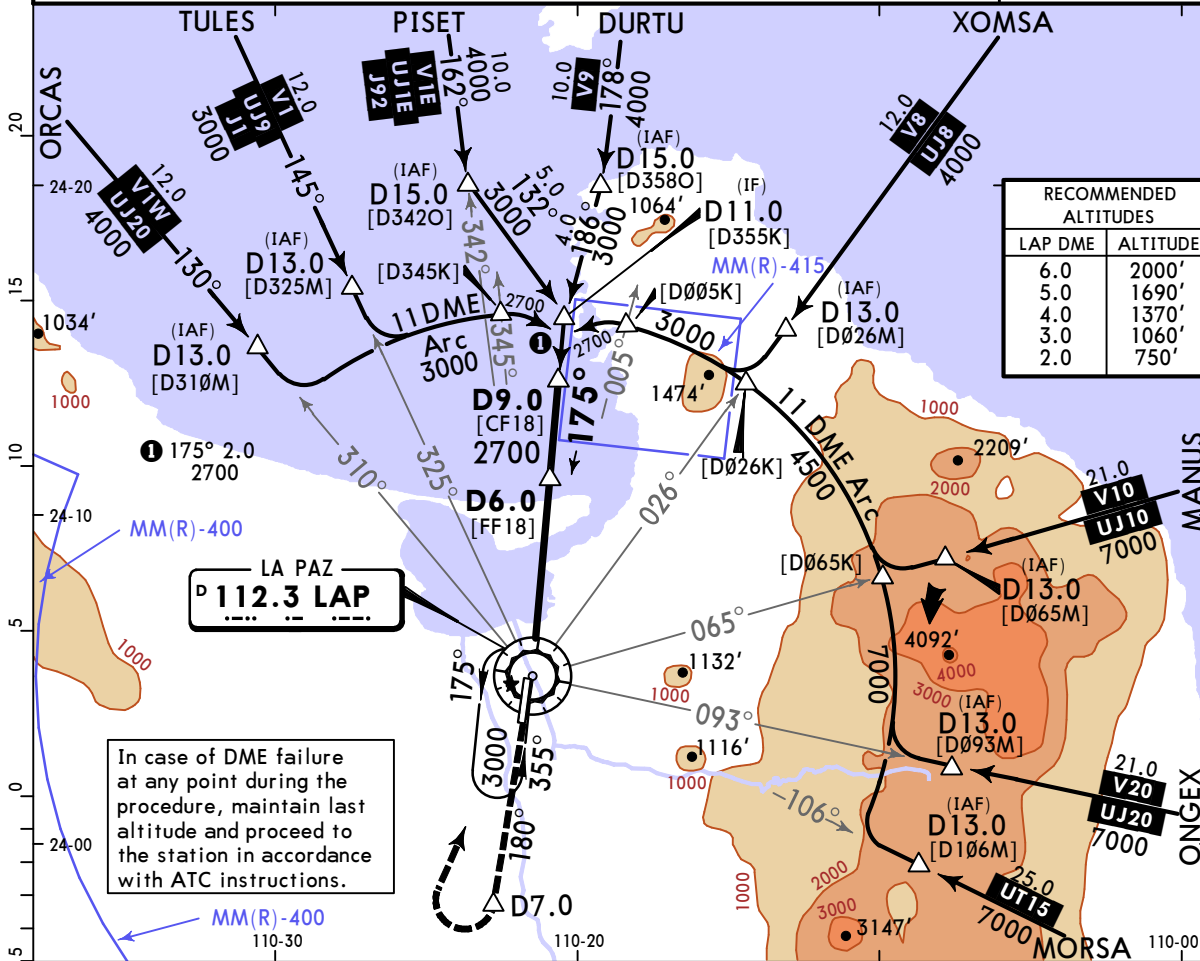 TULES
PISET
DURTU
XOMSA
ORCAS
V1W
UJ20
12.0
4000
130°
V1
UJ9
J1
12.0
3000
145°
V1E
UJ1E
J92
10.0
4000
162°
V9
10.0
178°
4000
V8
UJ8
12.0
4000
(IAF)
D15.0
[D342O]
(IAF)
D15.0
[D358O]
1064'
(IF)
D11.0
[D355K]
5.0
132°
3000
4.0
186°
3000
342°
(IAF)
D13.0
[D325M]
[D345K]
(IAF)
D13.0
[D310M]
11 DME
Arc
3000
2700
345°
❶
2700
[D005K]
3000
005°
MM(R)-415
(IAF)
D13.0
[D026M]
RECOMMENDED
ALTITUDES
LAP DME ALTITUDE
6.0 2000'
5.0 1690'
4.0 1370'
3.0 1060'
2.0 750'
1034'
1000
❶ 175° 2.0
2700
MM(R)-400
310°
325°
D9.0
[CF18]
2700
175°
1474'
[D026K]
026°
11 DME Arc
4500
1000
2209'
2000
21.0
V10
UJ10
7000
MANUS
D6.0
[FF18]
LA PAZ
D 112.3 LAP
[D065K]
065°
(IAF)
D13.0
[D065M]
4092'
4000
3000
7000
1132'
1000
093°
(IAF)
D13.0
[D093M]
1116'
1000
1000
175°
3000
355°
180°
D7.0
106°
(IAF)
D13.0
[D106M]
21.0
V20
UJ20
7000
ONGEX
25.0
UT15
7000
MORSA
In case of DME failure
at any point during the
procedure, maintain last
altitude and proceed to
the station in accordance
with ATC instructions.
MM(R)-400
1000
2000
3000
3147'
20
15
10
5
0
5
24-20
24-10
24-00
110-30
110-20
110-00